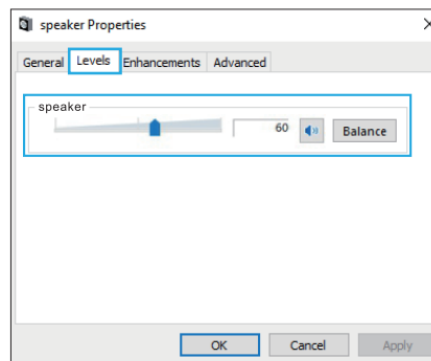 speaker Properties
General Levels Enhancements Advanced
speaker
60 Balance
OK Cancel Apply